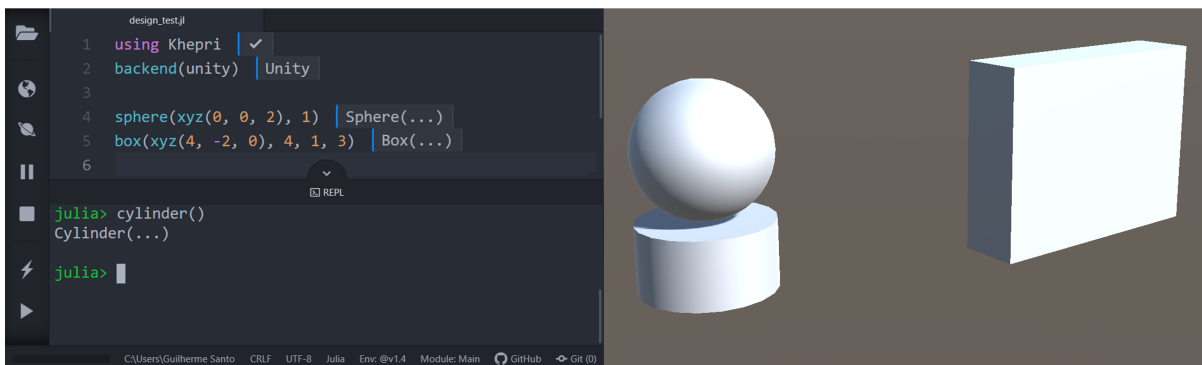 design_test.jl
1 using Khepri ✓
2 backend(unity) Unity
3
4 sphere(xyz(0, 0, 2), 1) Sphere(...)
5 box(xyz(4, -2, 0), 4, 1, 3) Box(...)
6
REPL
julia> cylinder()
Cylinder(...)
julia>
C:\Users\Guilherme Santo CRLF UTF-8 Julia Env: @v1.4 Module: Main GitHub Git (0)